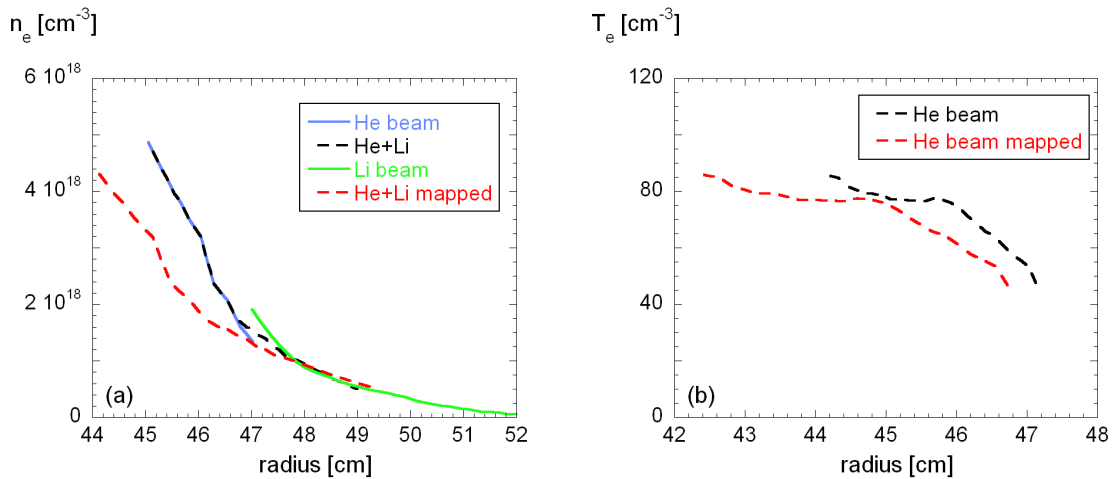 n_e [cm^-3]
6 10^18
4 10^18
2 10^18
0
44 45 46 47 48 49 50 51 52
radius [cm]
(a)
He beam
He+Li
Li beam
He+Li mapped
T_e [cm^-3]
120
80
40
0
42 43 44 45 46 47 48
radius [cm]
(b)
He beam
He beam mapped